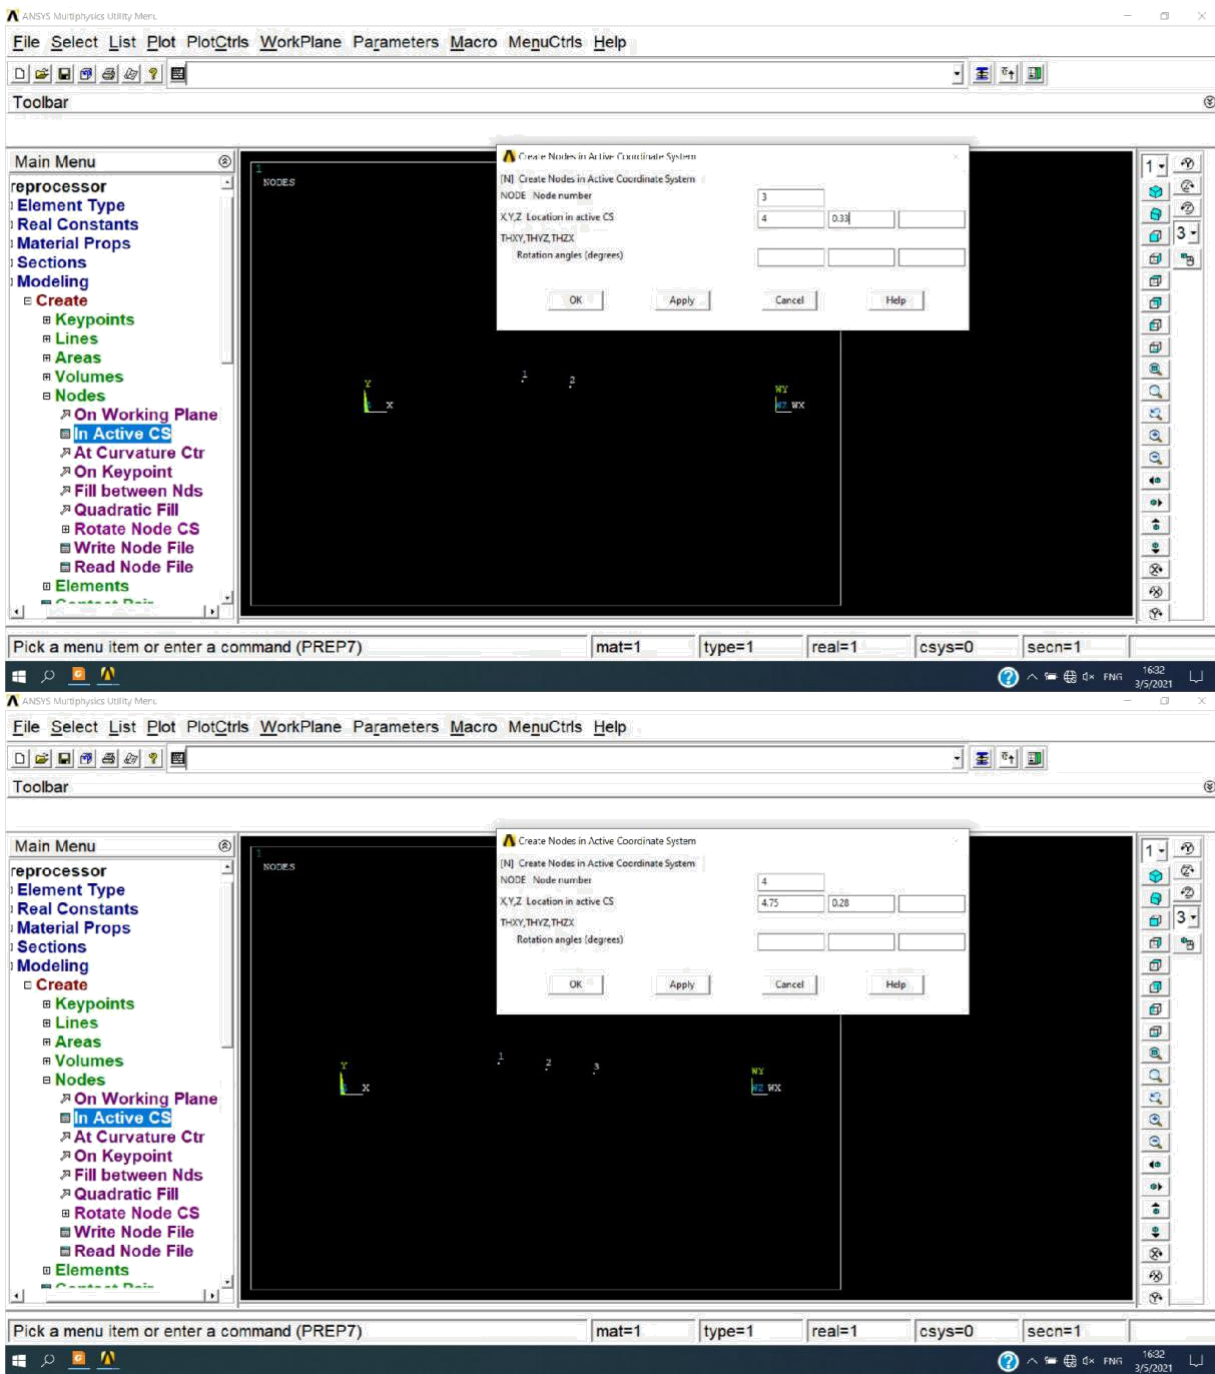 ANSYS Multiphysics Utility Menu
File Select List Plot PlotCtrls WorkPlane Parameters Macro MenuCtrls Help
Toolbar
Main Menu
reprocessor
Element Type
Real Constants
Material Props
Sections
Modeling
Create
Keypoints
Lines
Areas
Volumes
Nodes
On Working Plane
In Active CS
At Curvature Ctr
On Keypoint
Fill between Nds
Quadratic Fill
Rotate Node CS
Write Node File
Read Node File
Elements
Contact Pair
1
NODES
Create Nodes in Active Coordinate System
[N] Create Nodes in Active Coordinate System
NODE Node number 3
X,Y,Z Location in active CS 4 0.33
THXY,THYZ,THZX
Rotation angles (degrees)
OK Apply Cancel Help
1 2
Y X
WY WZ WX
1
3
Pick a menu item or enter a command (PREP7) mat=1 type=1 real=1 csys=0 secn=1
ENG 16:32
3/5/2021
ANSYS Multiphysics Utility Menu
File Select List Plot PlotCtrls WorkPlane Parameters Macro MenuCtrls Help
Toolbar
Main Menu
reprocessor
Element Type
Real Constants
Material Props
Sections
Modeling
Create
Keypoints
Lines
Areas
Volumes
Nodes
On Working Plane
In Active CS
At Curvature Ctr
On Keypoint
Fill between Nds
Quadratic Fill
Rotate Node CS
Write Node File
Read Node File
Elements
Contact Pair
1
NODES
Create Nodes in Active Coordinate System
[N] Create Nodes in Active Coordinate System
NODE Node number 4
X,Y,Z Location in active CS 4.75 0.28
THXY,THYZ,THZX
Rotation angles (degrees)
OK Apply Cancel Help
1 2 3
Y X
WY WZ WX
1
3
Pick a menu item or enter a command (PREP7) mat=1 type=1 real=1 csys=0 secn=1
ENG 16:32
3/5/2021